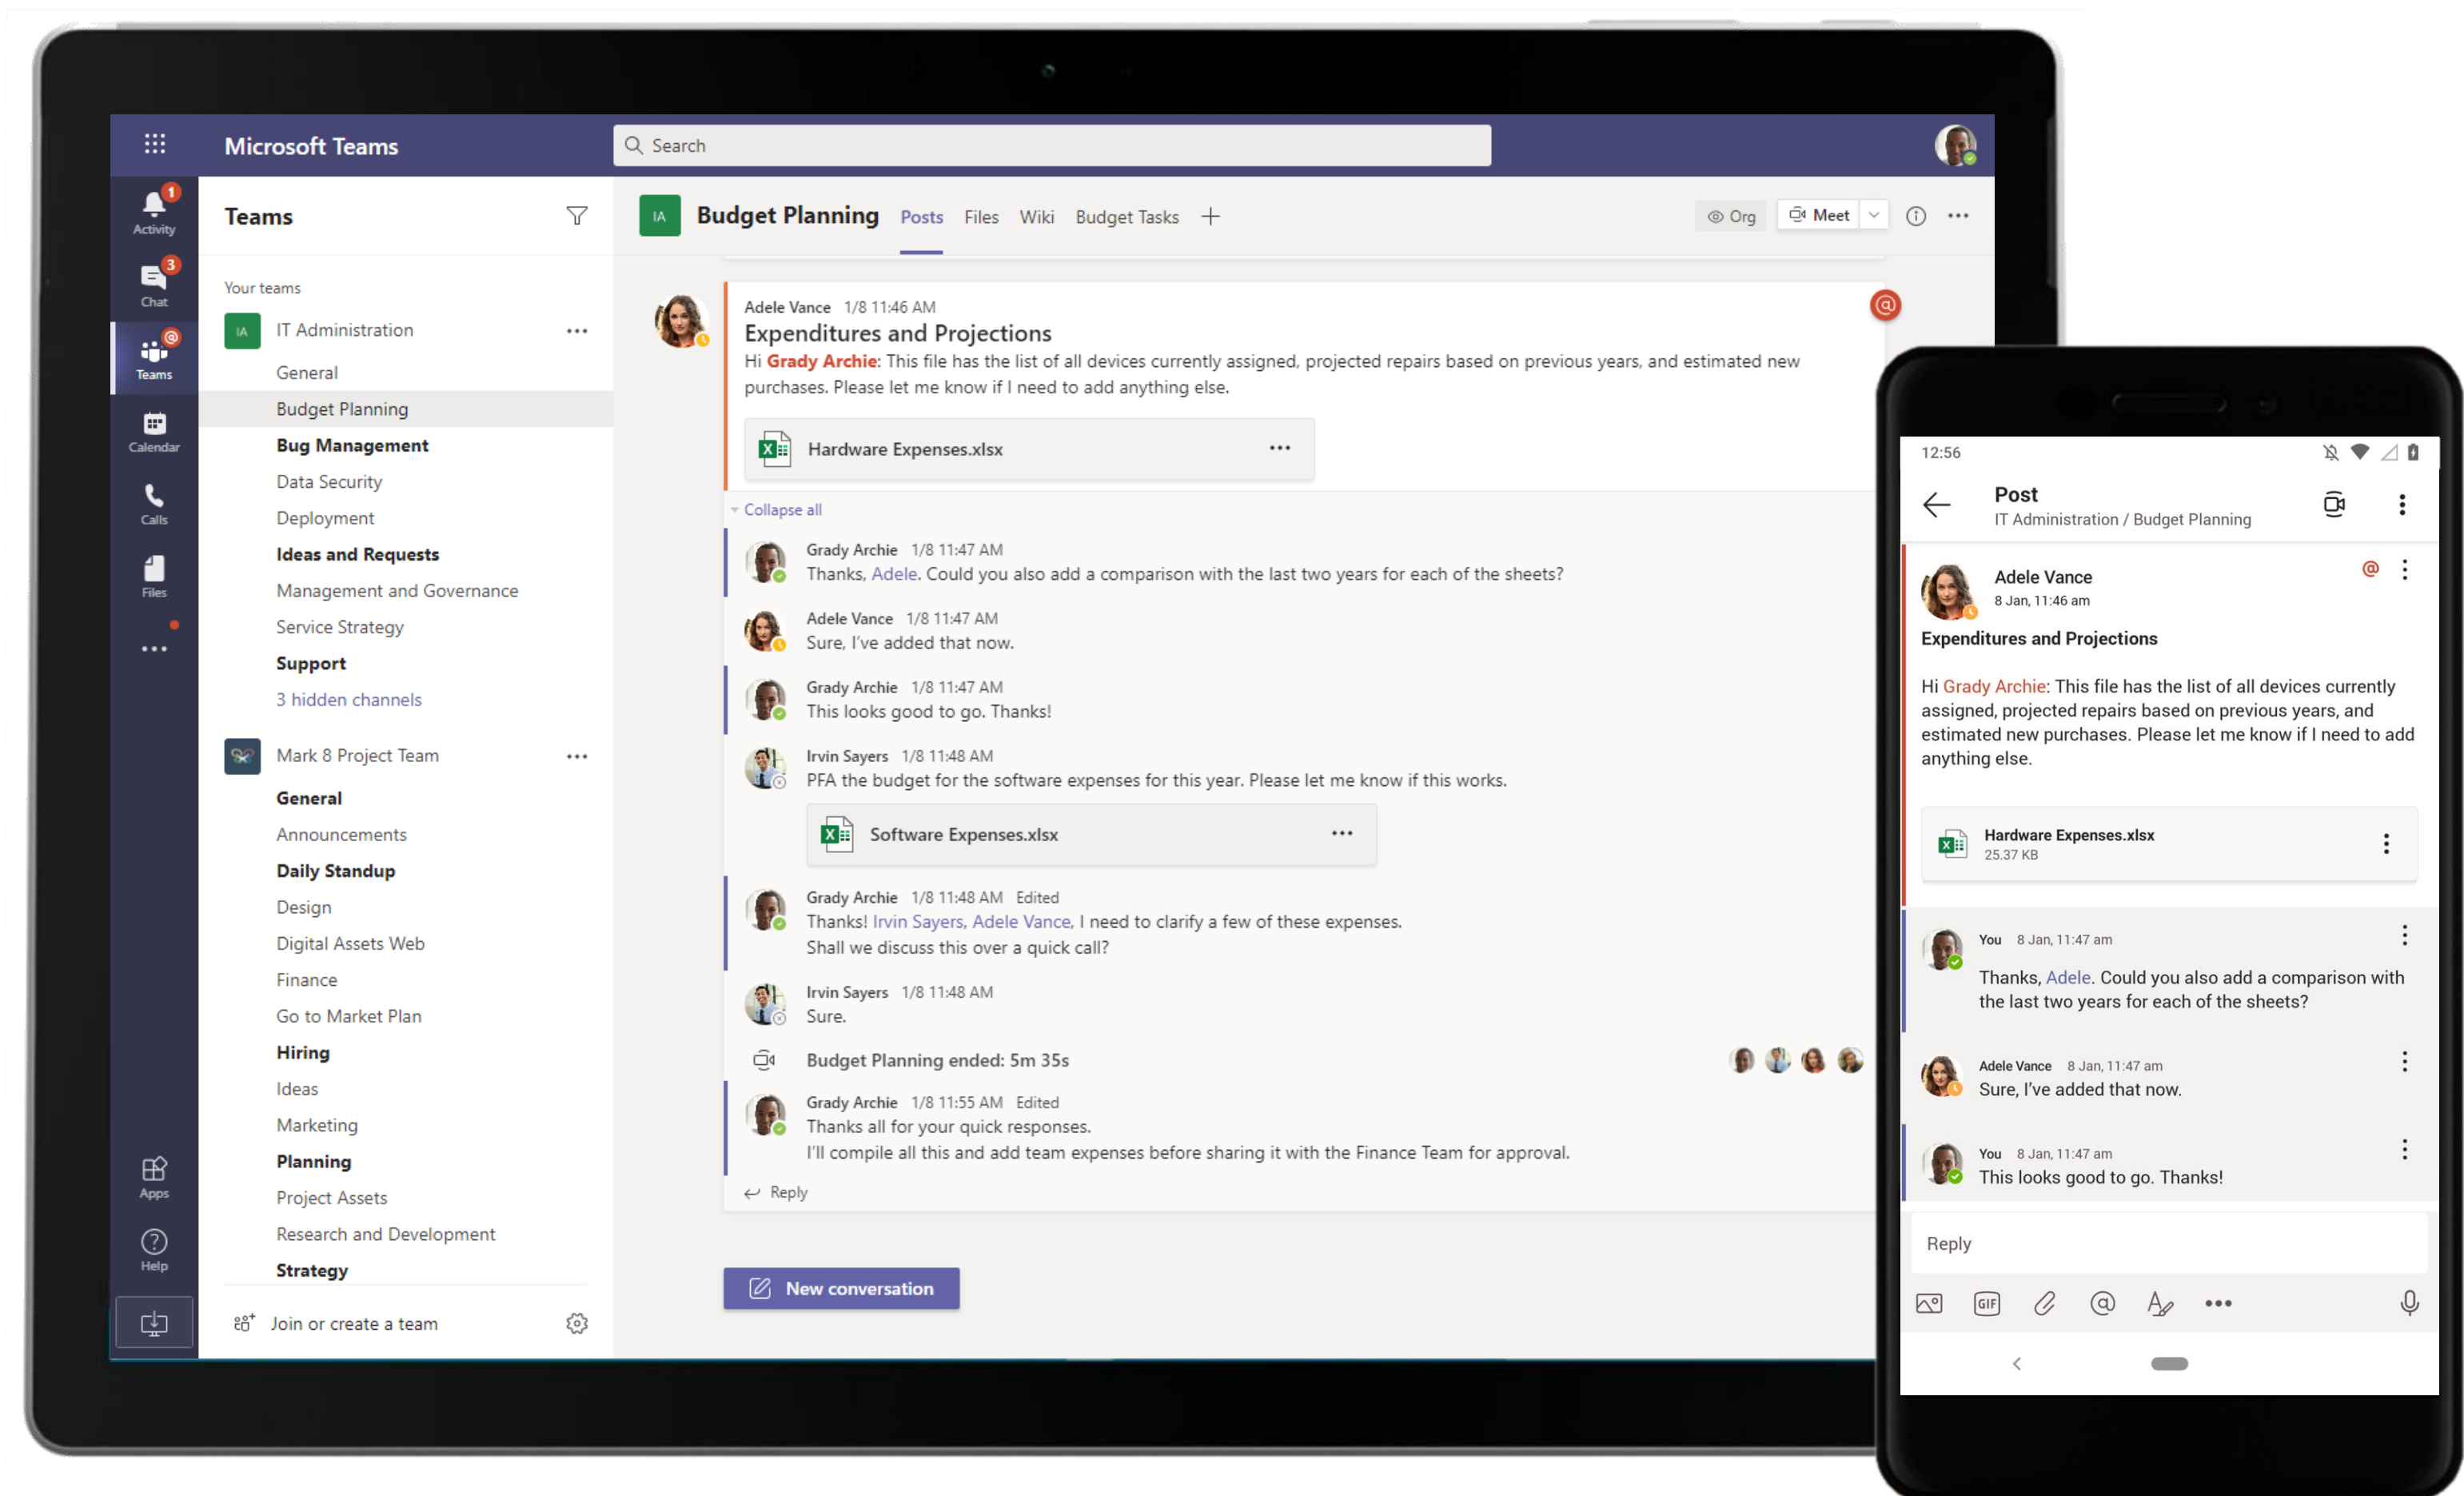 Microsoft Teams
Search
1
Activity
3
Chat
@
Teams
Calendar
Calls
Files
Apps
Help
Teams
Your teams
IA
IT Administration
General
Budget Planning
Bug Management
Data Security
Deployment
Ideas and Requests
Management and Governance
Service Strategy
Support
3 hidden channels
Mark 8 Project Team
General
Announcements
Daily Standup
Design
Digital Assets Web
Finance
Go to Market Plan
Hiring
Ideas
Marketing
Planning
Project Assets
Research and Development
Strategy
Join or create a team
IA Budget Planning Posts Files Wiki Budget Tasks
Org Meet
Adele Vance 1/8 11:46 AM
@
Expenditures and Projections
Hi Grady Archie: This file has the list of all devices currently assigned, projected repairs based on previous years, and estimated new
purchases. Please let me know if I need to add anything else.
Hardware Expenses.xlsx
Collapse all
Grady Archie 1/8 11:47 AM
Thanks, Adele. Could you also add a comparison with the last two years for each of the sheets?
Adele Vance 1/8 11:47 AM
Sure, I've added that now.
Grady Archie 1/8 11:47 AM
This looks good to go. Thanks!
Irvin Sayers 1/8 11:48 AM
PFA the budget for the software expenses for this year. Please let me know if this works.
Software Expenses.xlsx
Grady Archie 1/8 11:48 AM Edited
Thanks! Irvin Sayers, Adele Vance, I need to clarify a few of these expenses.
Shall we discuss this over a quick call?
Irvin Sayers 1/8 11:48 AM
Sure.
Budget Planning ended: 5m 35s
Grady Archie 1/8 11:55 AM Edited
Thanks all for your quick responses.
I'll compile all this and add team expenses before sharing it with the Finance Team for approval.
Reply
New conversation
12:56
Post
IT Administration / Budget Planning
Adele Vance
@
8 Jan, 11:46 am
Expenditures and Projections
Hi Grady Archie: This file has the list of all devices currently
assigned, projected repairs based on previous years, and
estimated new purchases. Please let me know if I need to add
anything else.
Hardware Expenses.xlsx
25.37 KB
You 8 Jan, 11:47 am
Thanks, Adele. Could you also add a comparison with
the last two years for each of the sheets?
Adele Vance 8 Jan, 11:47 am
Sure, I've added that now.
You 8 Jan, 11:47 am
This looks good to go. Thanks!
Reply
GIF
@